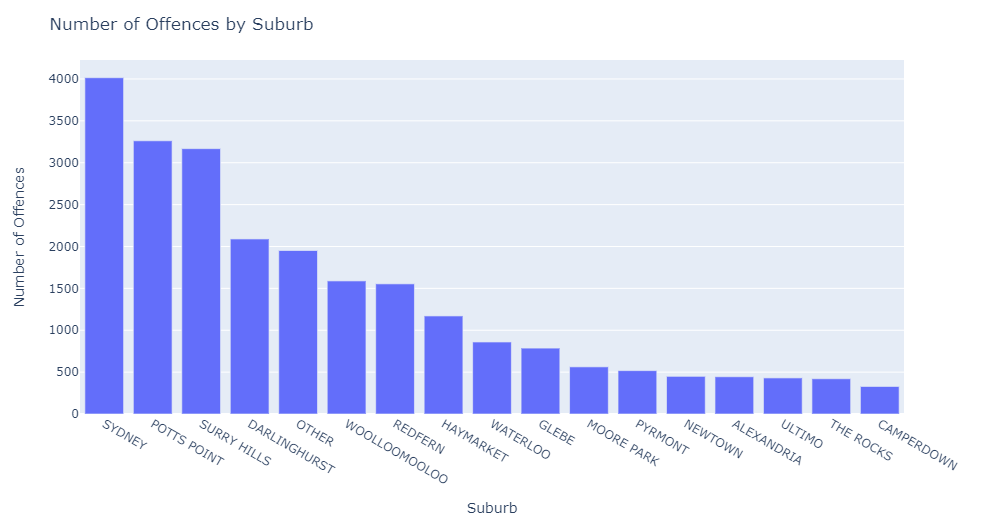 Number of Offences by Suburb
Number of Offences
4000
3500
3000
2500
2000
1500
1000
500
0
SYDNEY
POTTS POINT
SURRY HILLS
DARLINGHURST
OTHER
WOOLLOOMOOLOO
REDFERN
HAYMARKET
WATERLOO
GLEBE
MOORE PARK
PYRMONT
NEWTOWN
ALEXANDRIA
ULTIMO
THE ROCKS
CAMPERDOWN
Suburb